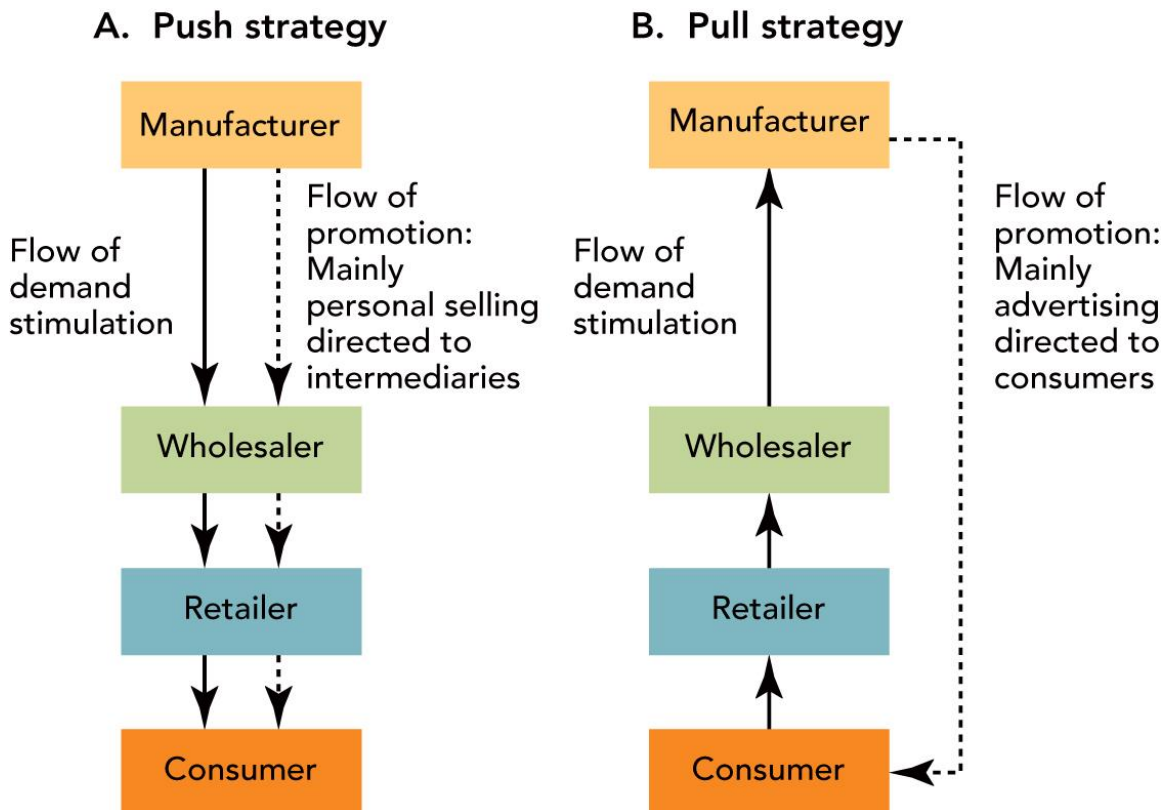 A. Push strategy
Manufacturer
Flow of
demand
stimulation
Flow of
promotion:
Mainly
personal selling
directed to
intermediaries
Wholesaler
Retailer
Consumer
B. Pull strategy
Manufacturer
Flow of
demand
stimulation
Flow of
promotion:
Mainly
advertising
directed to
consumers
Wholesaler
Retailer
Consumer